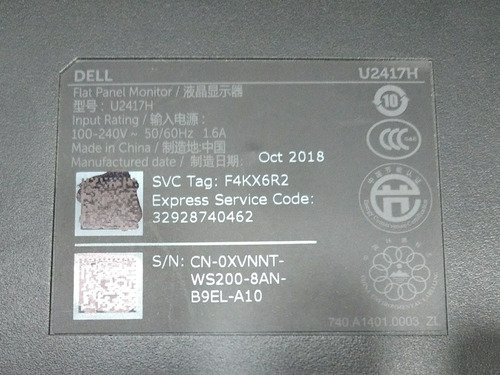 DELL
U2417H
Flat Panel Monitor / 液晶显示器
型号: U2417H
Input Rating / 输入电源:
100-240V~ 50/60Hz 1.6A
Made in China / 制造地:中国
Manufactured date / 制造日期:
Oct 2018
10
SVC Tag: F4KX6R2
Express Service Code:
32928740462
S/N: CN-0XVNNT-
WS200-8AN-
B9EL-A10
740.A1401.0003 ZL